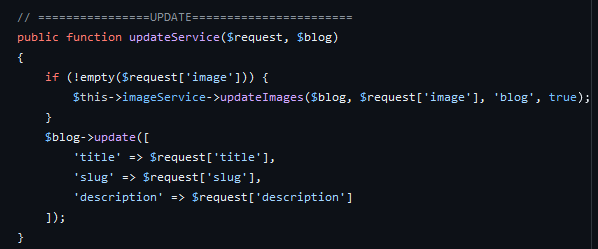 // ================UPDATE=======================
public function updateService($request, $blog)
{
    if (!empty($request['image'])) {
        $this->imageService->updateImages($blog, $request['image'], 'blog', true);
    }
    $blog->update([
        'title' => $request['title'],
        'slug' => $request['slug'],
        'description' => $request['description']
    ]);
}